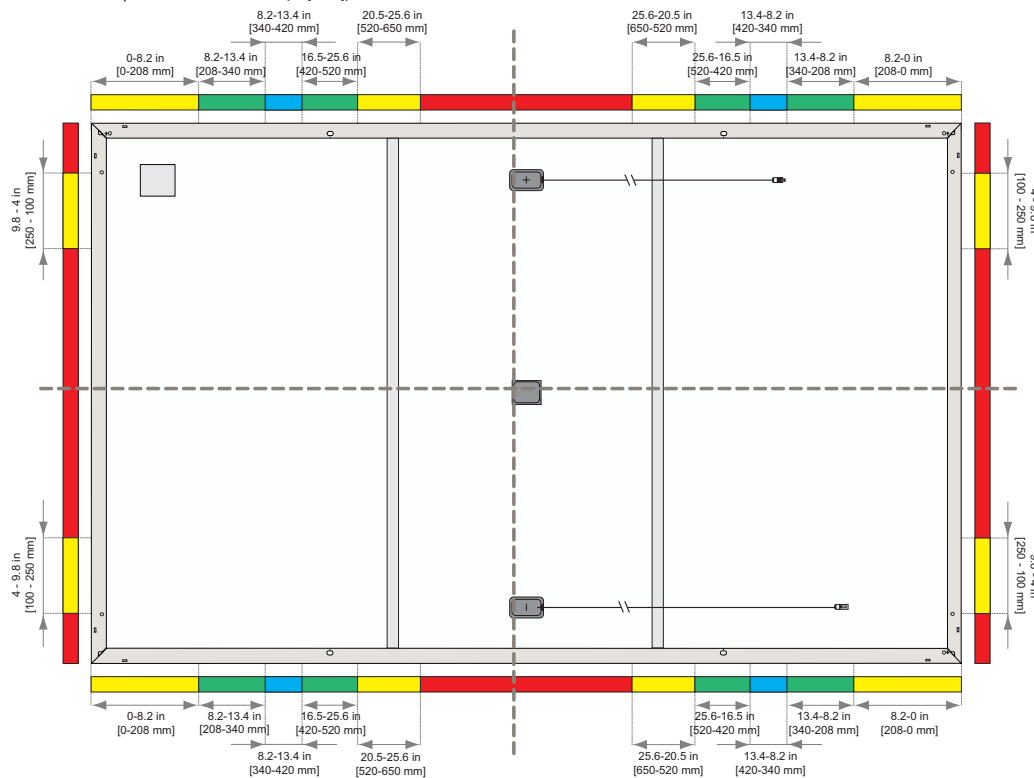 8.2-13.4 in
[340-420 mm]
20.5-25.6 in
[520-650 mm]
25.6-20.5 in
[650-520 mm]
13.4-8.2 in
[420-340 mm]
0-8.2 in
[0-208 mm]
8.2-13.4 in
[208-340 mm]
16.5-25.6 in
[420-520 mm]
25.6-16.5 in
[520-420 mm]
13.4-8.2 in
[340-208 mm]
8.2-0 in
[208-0 mm]
9.8 - 4 in
[250 - 100 mm]
[100 - 250 mm]
+
4 - 9.8 in
[100 - 250 mm]
[250 - 100 mm]
−
0-8.2 in
[0-208 mm]
8.2-13.4 in
[208-340 mm]
16.5-25.6 in
[420-520 mm]
25.6-16.5 in
[520-420 mm]
13.4-8.2 in
[340-208 mm]
8.2-0 in
[208-0 mm]
8.2-13.4 in
[340-420 mm]
20.5-25.6 in
[520-650 mm]
25.6-20.5 in
[650-520 mm]
13.4-8.2 in
[420-340 mm]